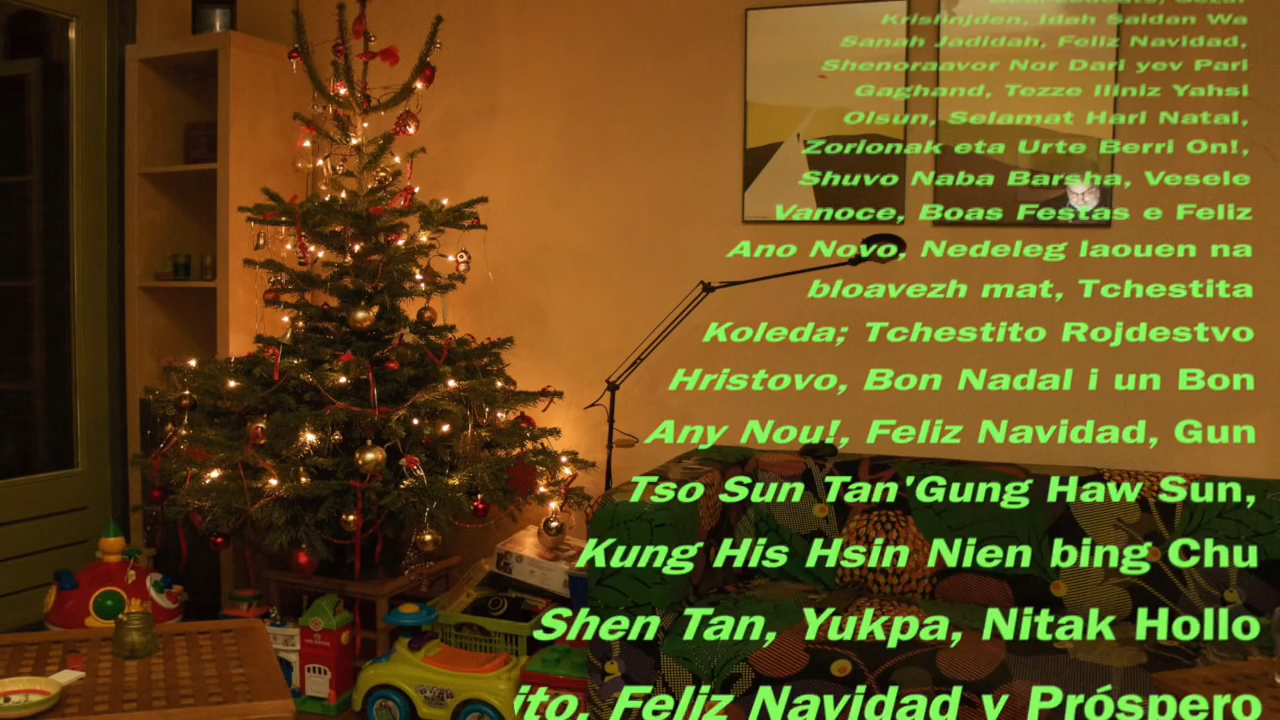 Krislinjden, Idah Saidan Wa
Sanah Jadidah, Feliz Navidad,
Shenoraavor Nor Dari yev Pari
Gaghand, Tezze Iliniz Yahsi
Olsun, Selamat Hari Natal,
Zorionak eta Urte Berri On!,
Shuvo Naba Barsha, Vesele
Vanoce, Boas Festas e Feliz
Ano Novo, Nedeleg laouen na
bloavezh mat, Tchestita
Koleda; Tchestito Rojdestvo
Hristovo, Bon Nadal i un Bon
Any Nou!, Feliz Navidad, Gun
Tso Sun Tan'Gung Haw Sun,
Kung His Hsin Nien bing Chu
Shen Tan, Yukpa, Nitak Hollo
ito, Feliz Navidad y Próspero